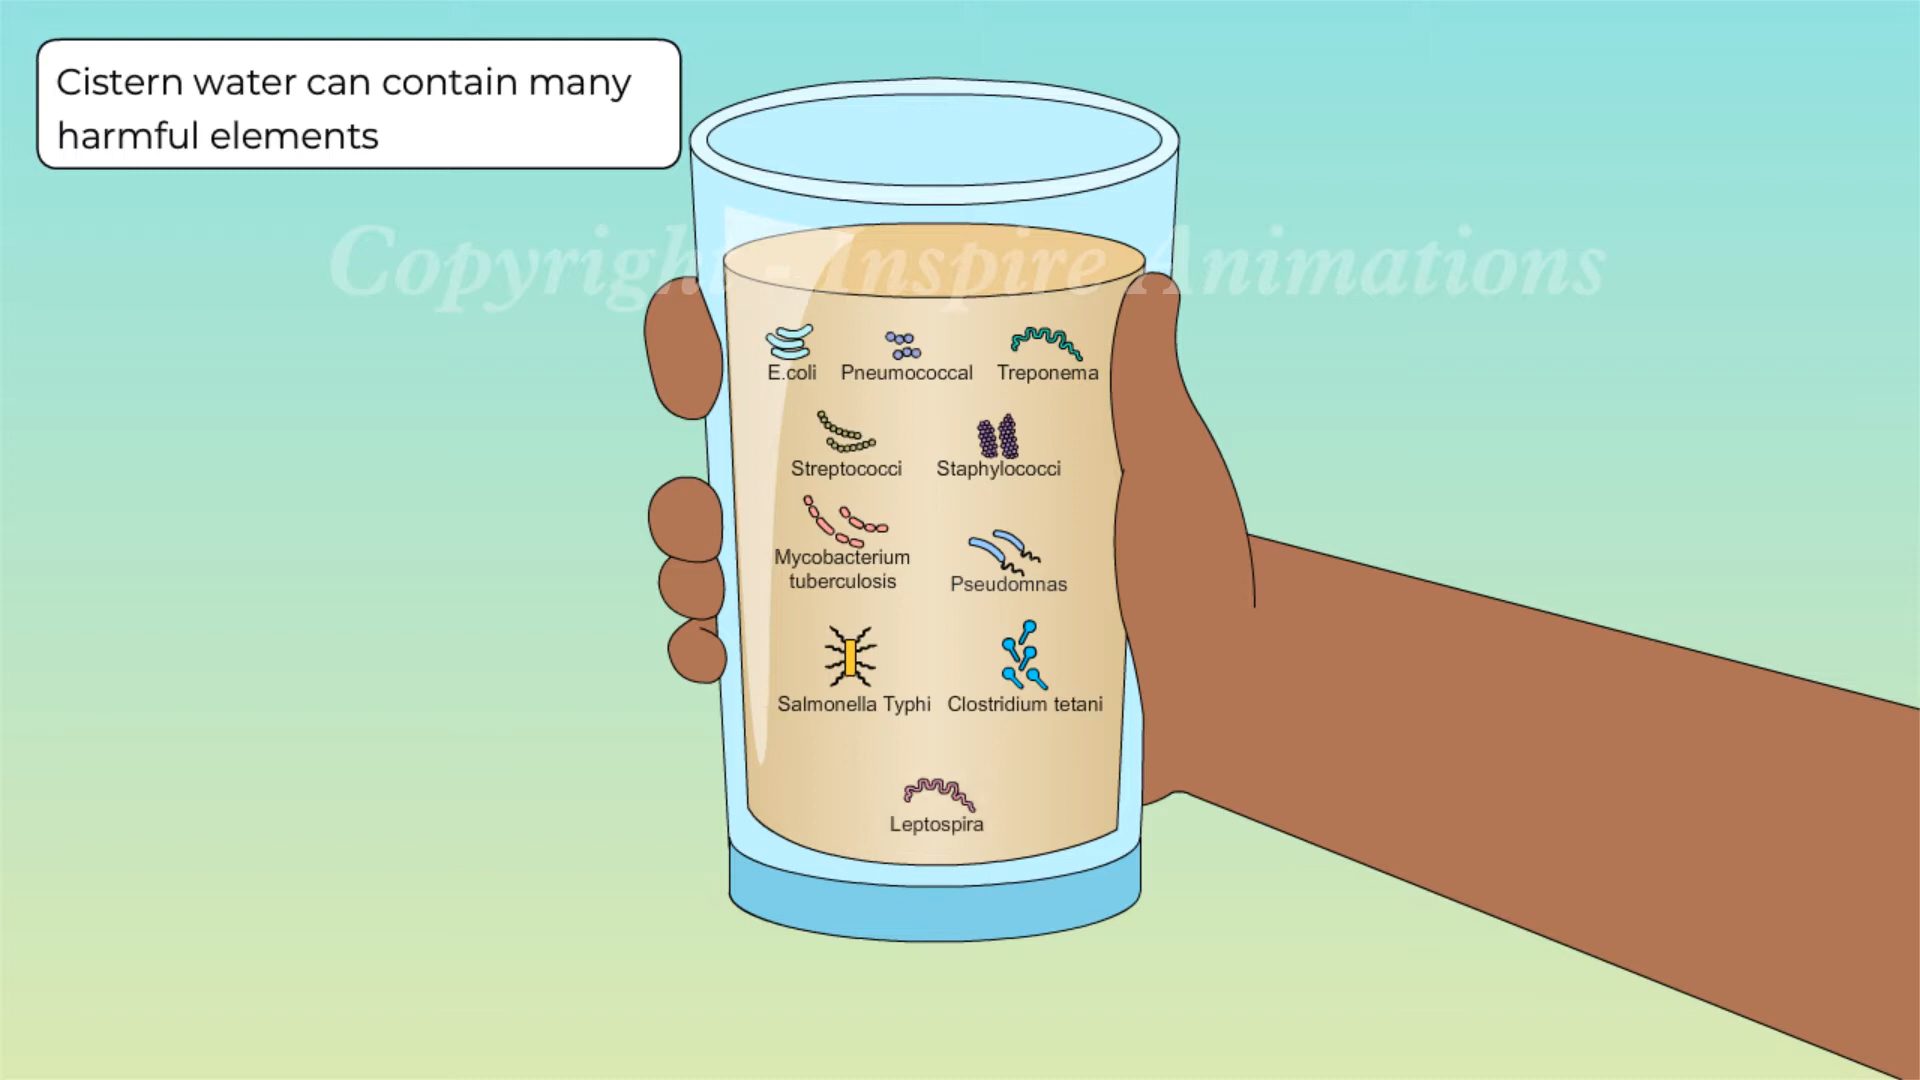 Cistern water can contain many
harmful elements
Copyright - Inspire Animations
E.coli Pneumococcal Treponema
Streptococci Staphylococci
Mycobacterium
tuberculosis
Pseudomnas
Salmonella Typhi Clostridium tetani
Leptospira